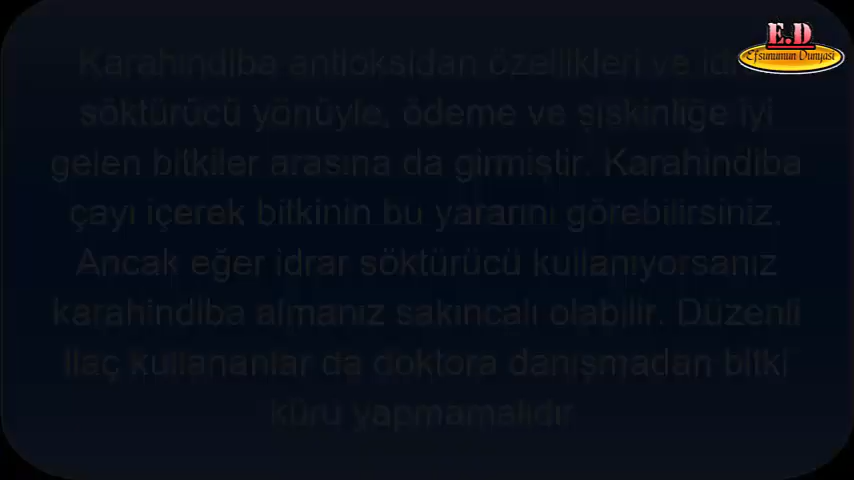 E.D
Efsunumun Dünyası
Karahindiba antioksidan özellikleri ve idrar
söktürücü yönüyle, ödeme ve şişkinliğe iyi
gelen bitkiler arasına da girmiştir. Karahindiba
çayı içerek bitkinin bu yararını görebilirsiniz.
Ancak eğer idrar söktürücü kullanıyorsanız
karahindiba almanız sakıncalı olabilir. Düzenli
ilaç kullananlar da doktora danışmadan bitki
kürü yapmamalıdır.